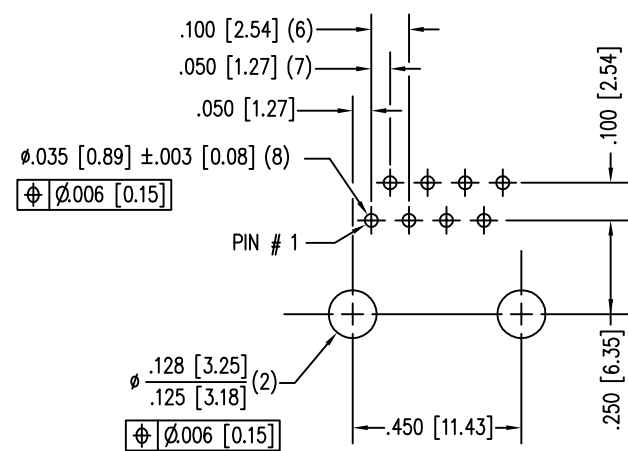 .100 [2.54] (6)
.050 [1.27] (7)
.050 [1.27]
ø.035 [0.89] ±.003 [0.08] (8)
⌖ Ø.006 [0.15]
PIN # 1
.100 [2.54]
.250 [6.35]
ø .128 [3.25]
.125 [3.18] (2)
⌖ Ø.006 [0.15]
.450 [11.43]